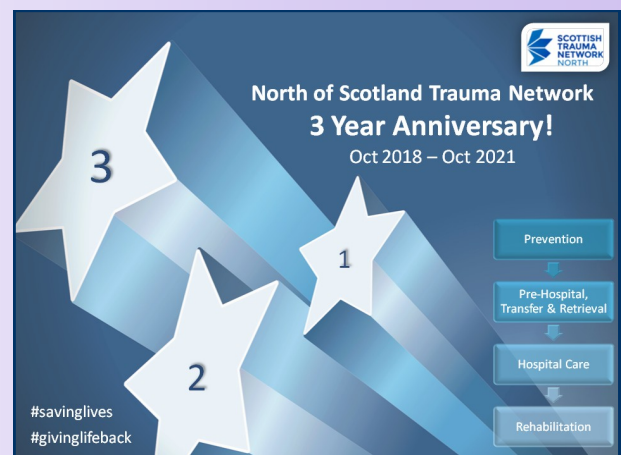 SCOTTISH
TRAUMA
NETWORK
NORTH
North of Scotland Trauma Network
3 Year Anniversary!
Oct 2018 – Oct 2021
3
1
2
Prevention
Pre-Hospital,
Transfer & Retrieval
Hospital Care
Rehabilitation
#savinglives
#givinglifeback